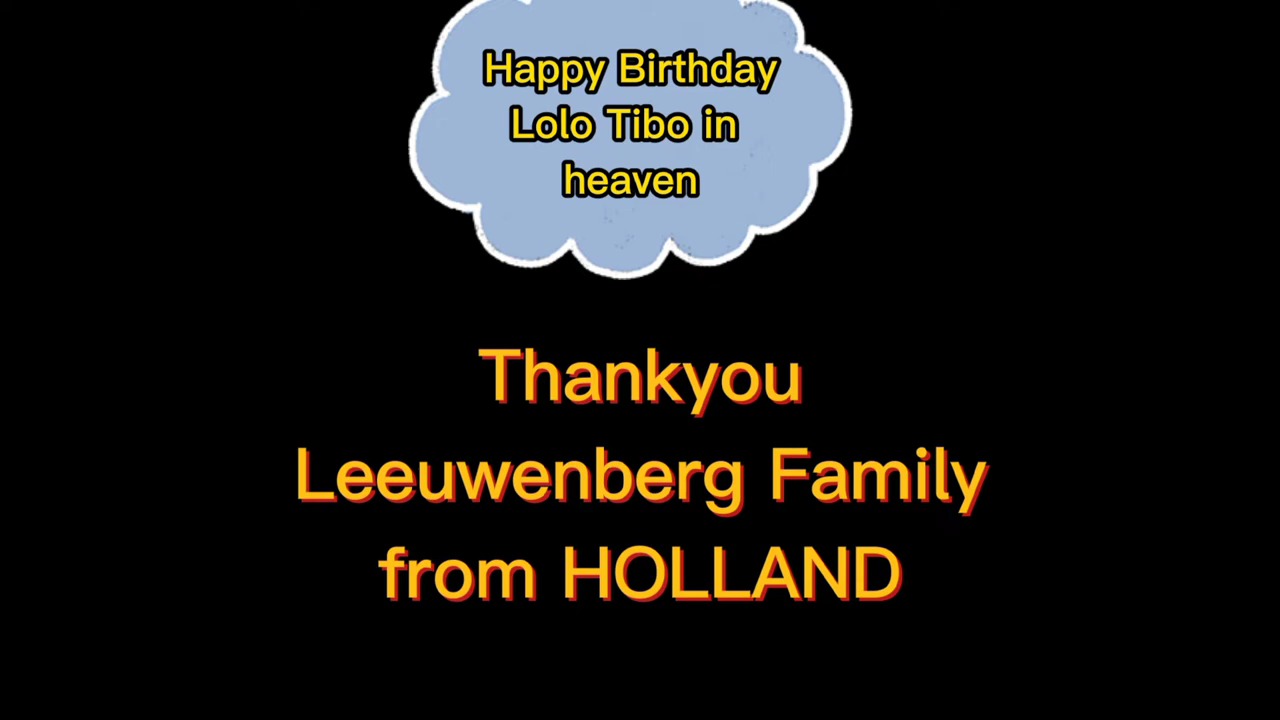 Happy Birthday
Lolo Tibo in
heaven
Thankyou
Leeuwenberg Family
from HOLLAND